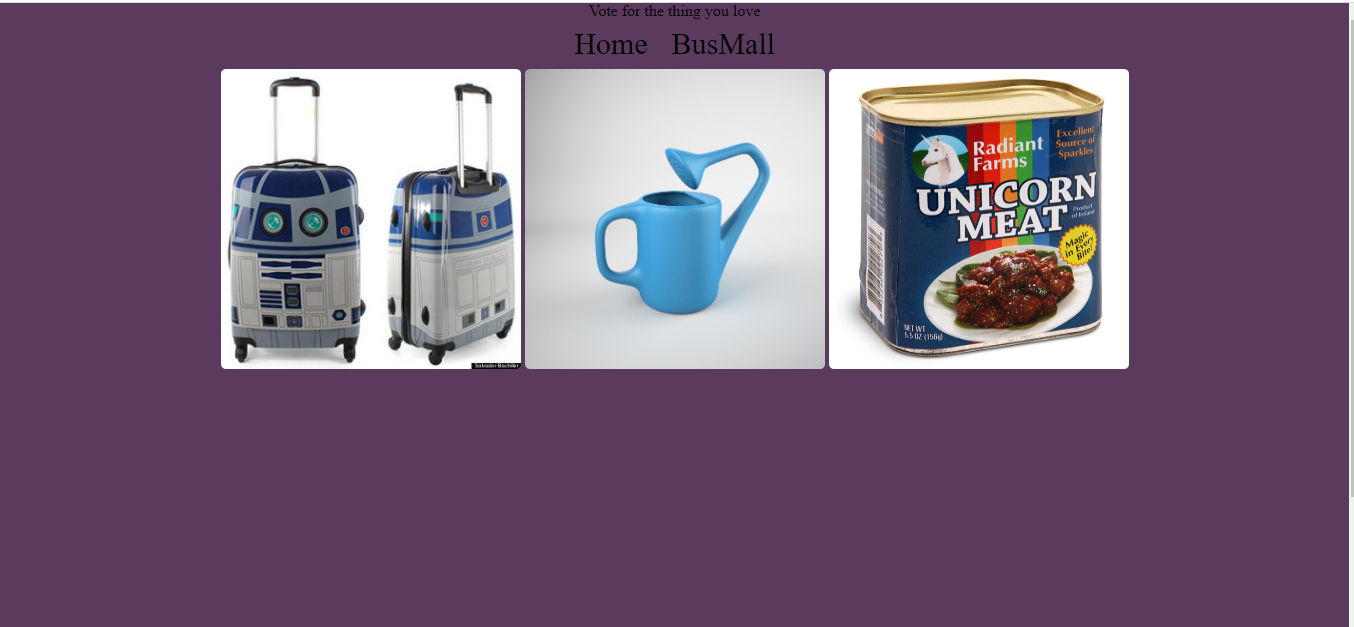 Vote for the thing you love
Home BusMall
Salvador Bachiller
Radiant
Farms
Excellent
Source of
Sparkles
UNICORN
MEAT
Product
of Ireland
Magic
in Every
Bite!
NET WT
5.5 OZ (156g)